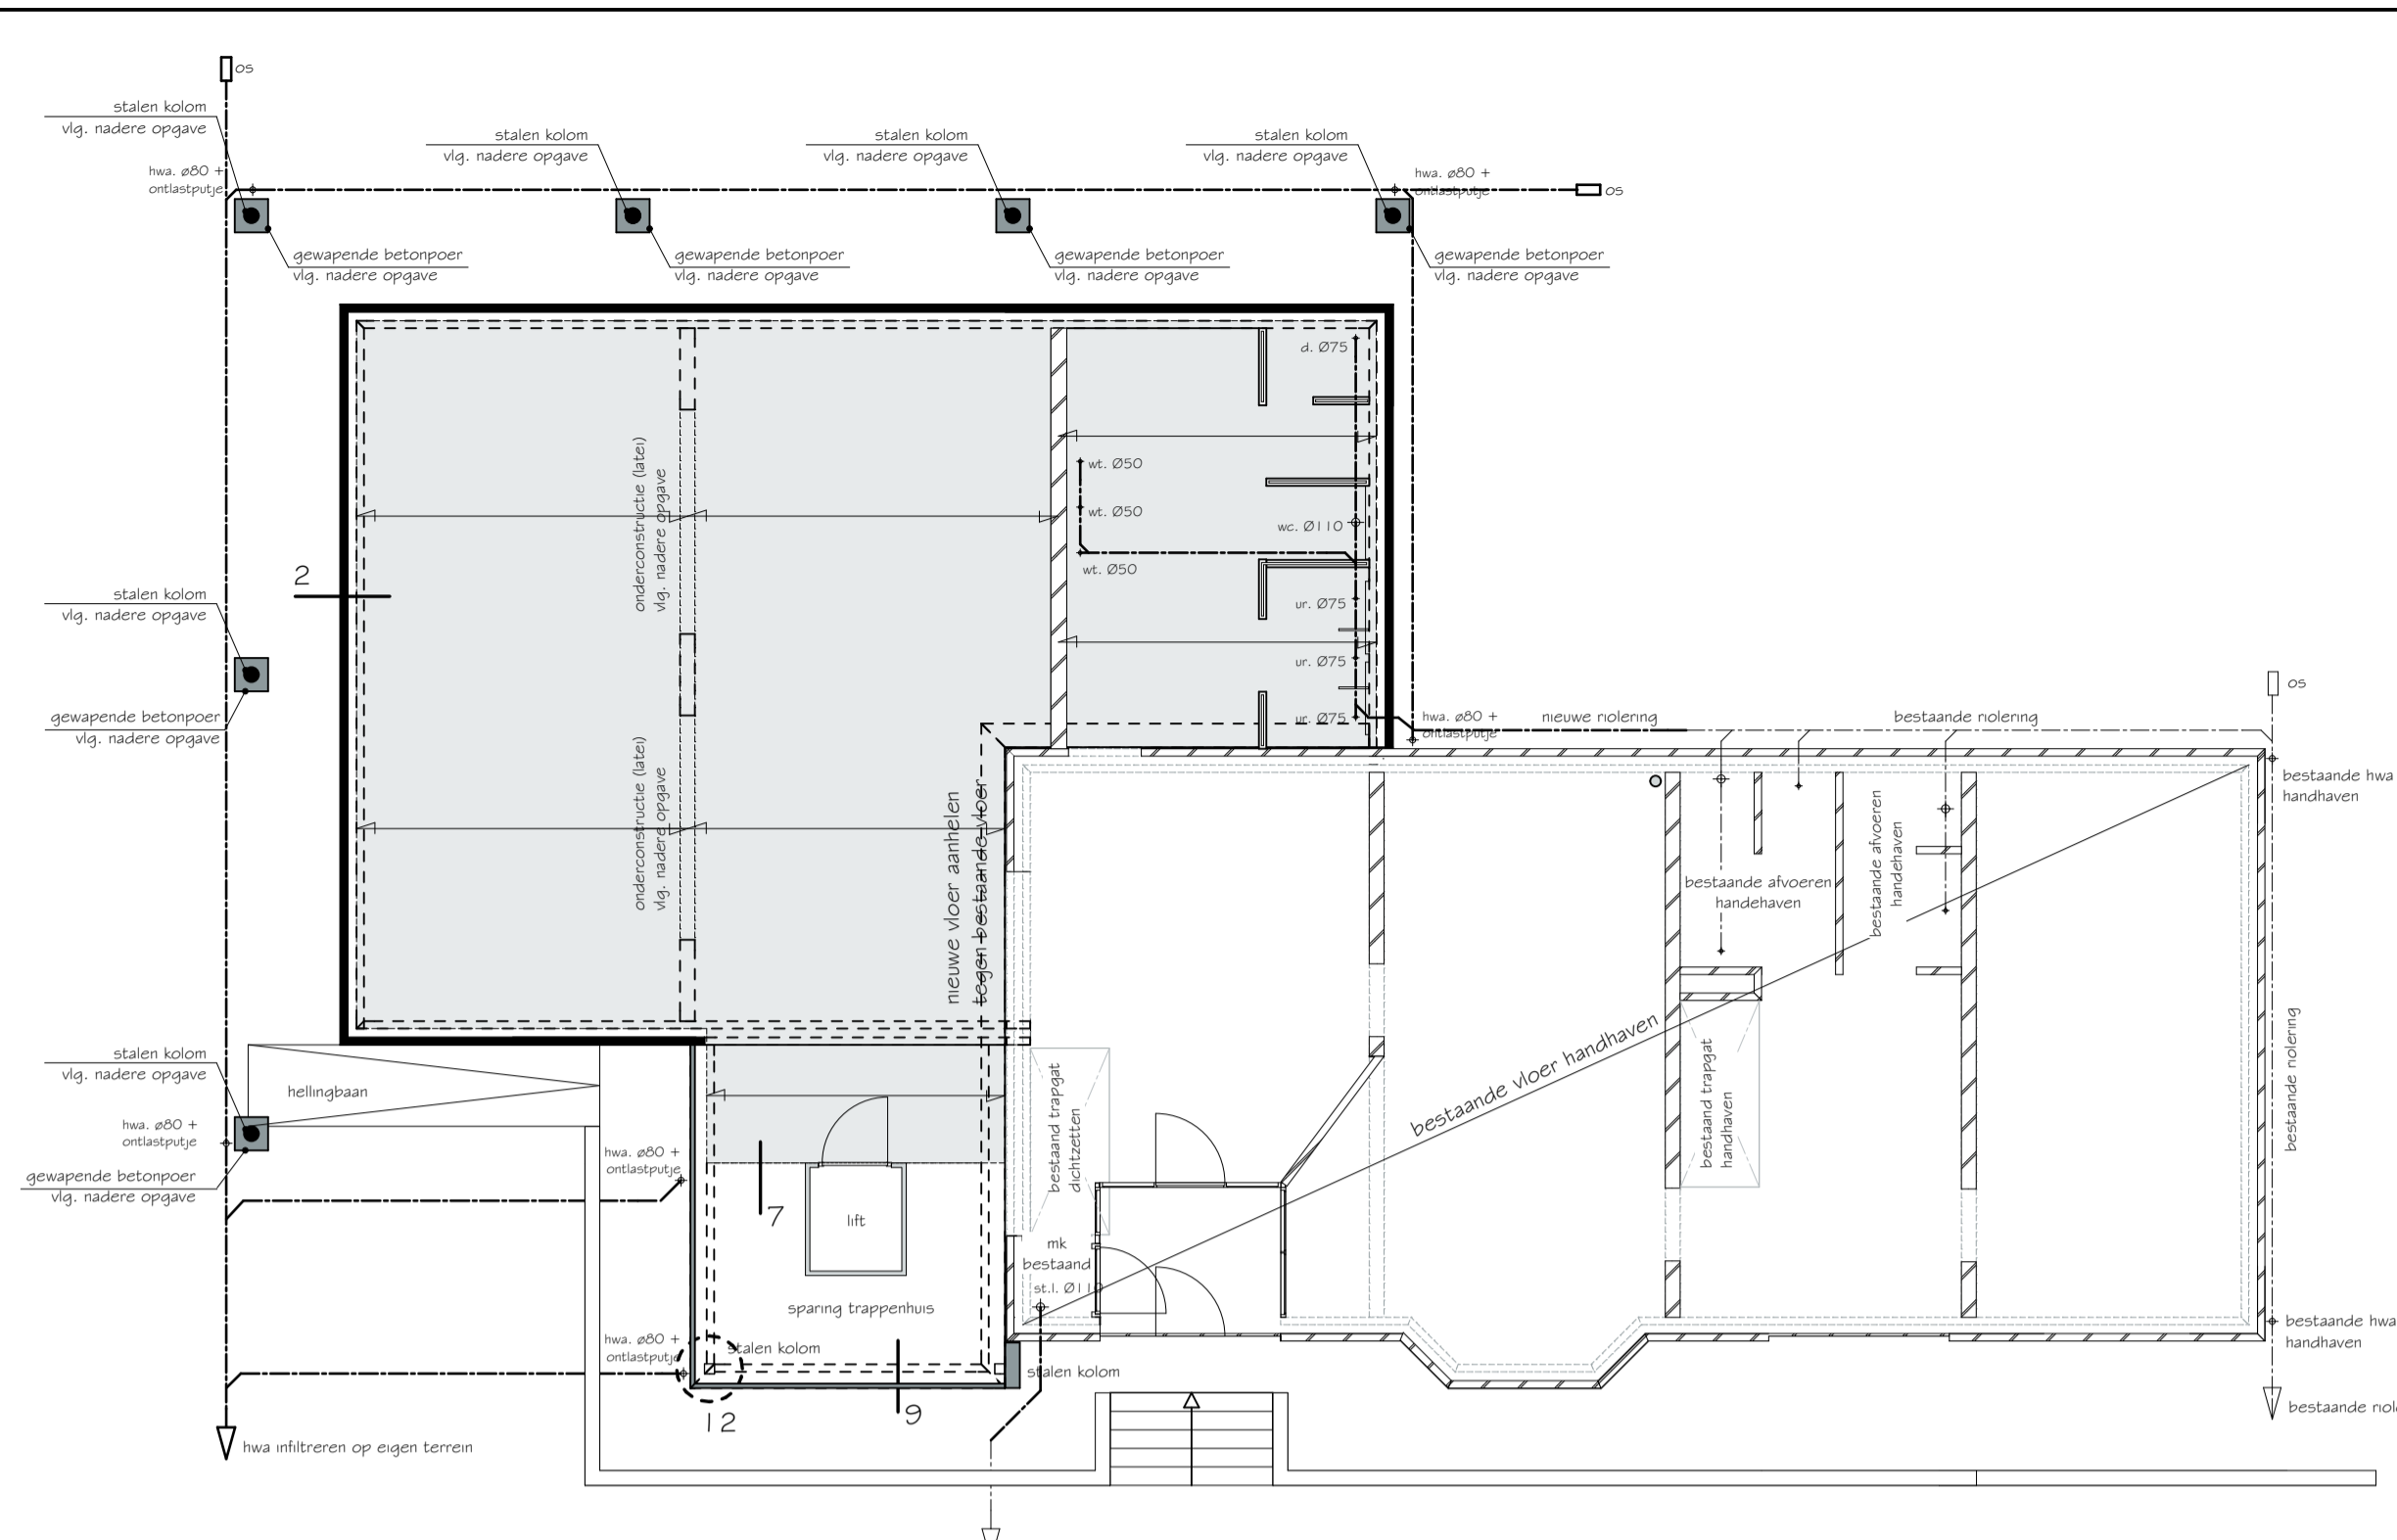 os
stalen kolom
vlg. nadere opgave
stalen kolom
vlg. nadere opgave
stalen kolom
vlg. nadere opgave
stalen kolom
vlg. nadere opgave
hwa. ø80 +
ontlastputje
hwa. ø80 +
ontlastputje
os
gewapende betonpoer
vlg. nadere opgave
gewapende betonpoer
vlg. nadere opgave
gewapende betonpoer
vlg. nadere opgave
gewapende betonpoer
vlg. nadere opgave
d. Ø75
onderconstructie (latei)
vlg. nadere opgave
wt. Ø50
wt. Ø50
wc. Ø110
wt. Ø50
2
stalen kolom
vlg. nadere opgave
ur. Ø75
ur. Ø75
ur. Ø75
os
gewapende betonpoer
vlg. nadere opgave
hwa. ø80 +
ontlastputje
nieuwe riolering
bestaande riolering
onderconstructie (latei)
vlg. nadere opgave
nieuwe vloer aanhelen
tegen bestaande vloer
bestaande hwa
handhaven
bestaande afvoeren
handehaven
bestaande afvoeren
handehaven
stalen kolom
vlg. nadere opgave
hellingbaan
bestaande vloer handhaven
bestaand trapgat
dichtzetten
bestaand trapgat
handhaven
bestaande riolering
hwa. ø80 +
ontlastputje
hwa. ø80 +
ontlastputje
gewapende betonpoer
vlg. nadere opgave
7
lift
mk
bestaand
st.l. Ø110
sparing trappenhuis
hwa. ø80 +
ontlastputje
stalen kolom
stalen kolom
bestaande hwa
handhaven
12
9
hwa infiltreren op eigen terrein
bestaande